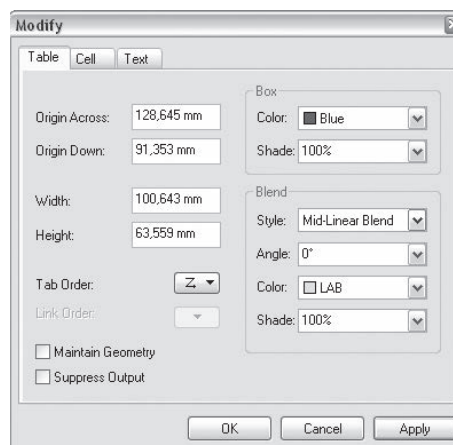 Modify
Table Cell Text
Origin Across: 128,645 mm
Origin Down: 91,353 mm
Width: 100,643 mm
Height: 63,559 mm
Tab Order: Z
Link Order:
Maintain Geometry
Suppress Output
Box
Color: Blue
Shade: 100%
Blend
Style: Mid-Linear Blend
Angle: 0°
Color: LAB
Shade: 100%
OK Cancel Apply